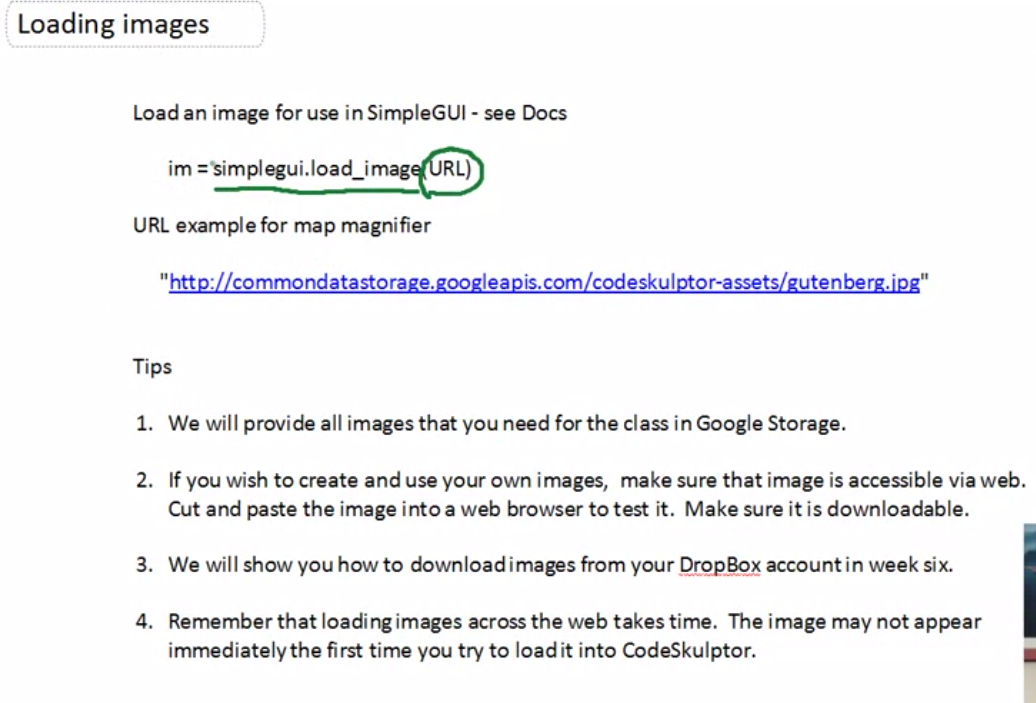 Loading images
Load an image for use in SimpleGUI - see Docs
im = simplegui.load_image(URL)
URL example for map magnifier
"http://commondatastorage.googleapis.com/codeskulptor-assets/gutenberg.jpg"
Tips
1. We will provide all images that you need for the class in Google Storage.
2. If you wish to create and use your own images, make sure that image is accessible via web.
Cut and paste the image into a web browser to test it. Make sure it is downloadable.
3. We will show you how to download images from your DropBox account in week six.
4. Remember that loading images across the web takes time. The image may not appear
immediately the first time you try to load it into CodeSkulptor.